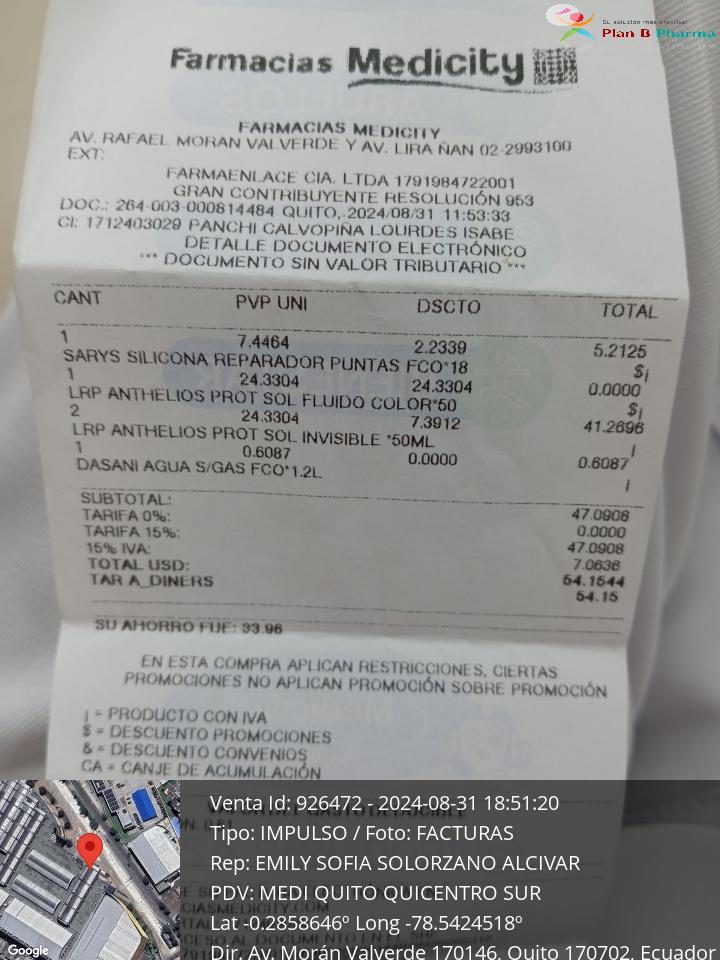 Su solución más efectiva!
Plan B Pharma
Farmacias Medicity
FARMACIAS MEDICITY
AV. RAFAEL MORAN VALVERDE Y AV. LIRA ÑAN 02-2993100
EXT:
FARMAENLACE CIA. LTDA 1791984722001
GRAN CONTRIBUYENTE RESOLUCIÓN 953
DOC.: 264-003-000814484 QUITO, 2024/08/31 11:53:33
CI: 1712403029 PANCHI CALVOPIÑA LOURDES ISABE
DETALLE DOCUMENTO ELECTRÓNICO
*** DOCUMENTO SIN VALOR TRIBUTARIO ***
CANT PVP UNI DSCTO TOTAL
1 7.4464 2.2339 5.2125
SARYS SILICONA REPARADOR PUNTAS FCO*18 $¡
1 24.3304 24.3304 0.0000
LRP ANTHELIOS PROT SOL FLUIDO COLOR*50 $¡
2 24.3304 7.3912 41.2696
LRP ANTHELIOS PROT SOL INVISIBLE *50ML ¡
1 0.6087 0.0000 0.6087
DASANI AGUA S/GAS FCO*1.2L ¡
SUBTOTAL: 47.0908
TARIFA 0%: 0.0000
TARIFA 15%: 47.0908
15% IVA: 7.0636
TOTAL USD: 54.1544
TAR A_DINERS 54.15
SU AHORRO FUE: 33.96
EN ESTA COMPRA APLICAN RESTRICCIONES, CIERTAS
PROMOCIONES NO APLICAN PROMOCIÓN SOBRE PROMOCIÓN
¡ = PRODUCTO CON IVA
$ = DESCUENTO PROMOCIONES
& = DESCUENTO CONVENIOS
CA = CANJE DE ACUMULACIÓN
Venta Id: 926472 - 2024-08-31 18:51:20
Tipo: IMPULSO / Foto: FACTURAS
Rep: EMILY SOFIA SOLORZANO ALCIVAR
PDV: MEDI QUITO QUICENTRO SUR
Lat -0.2858646º Long -78.5424518º
Dir. Av. Morán Valverde 170146, Quito 170702, Ecuador
Google